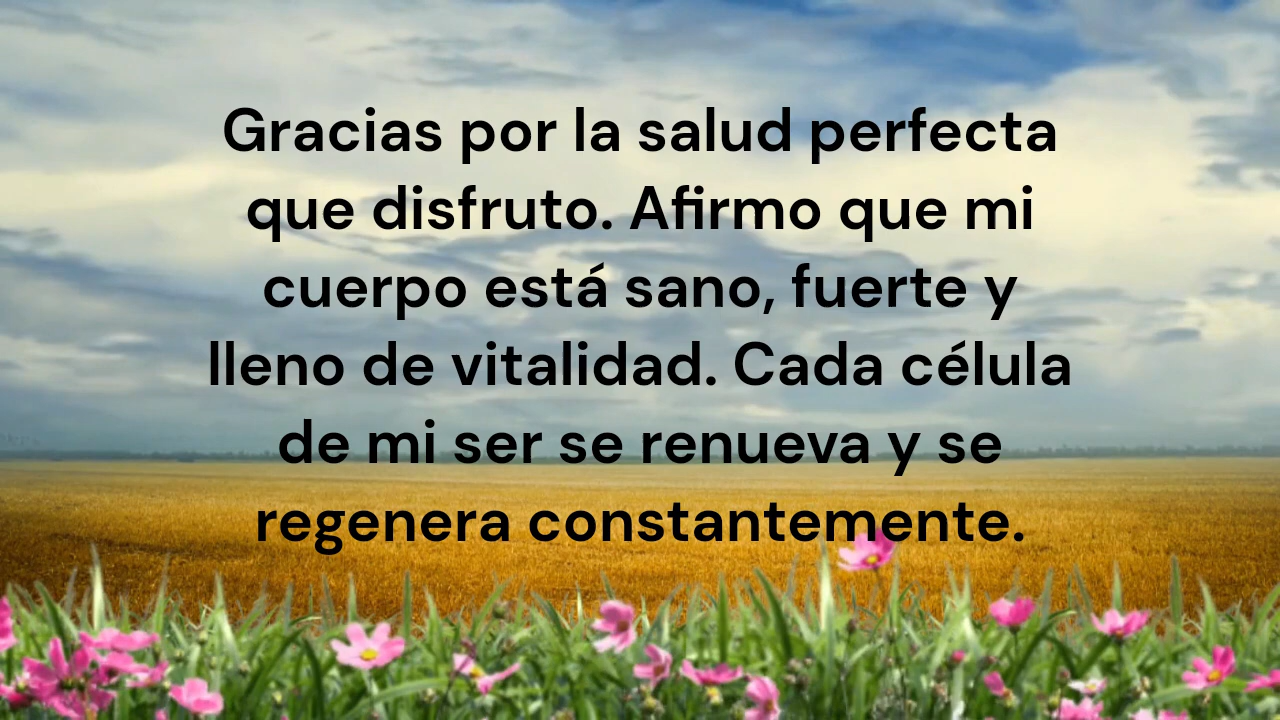 Gracias por la salud perfecta
que disfruto. Afirmo que mi
cuerpo está sano, fuerte y
lleno de vitalidad. Cada célula
de mi ser se renueva y se
regenera constantemente.